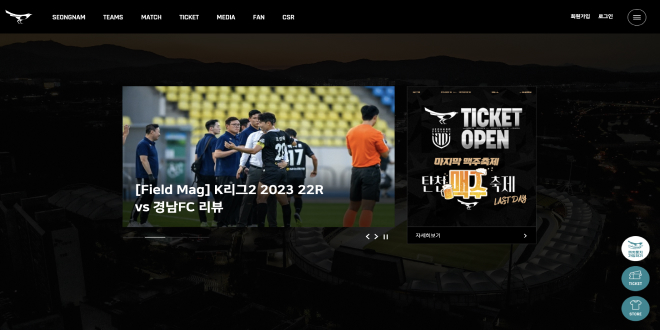 SEONGNAM TEAMS MATCH TICKET MEDIA FAN CSR
회원가입 로그인
[Field Mag] K리그2 2023 22R
vs 경남FC 리뷰
28
17
TICKET
OPEN
마지막 맥주축제
탄천 맥주 축제
LAST DAY
자세히보기
TICKET
STORE